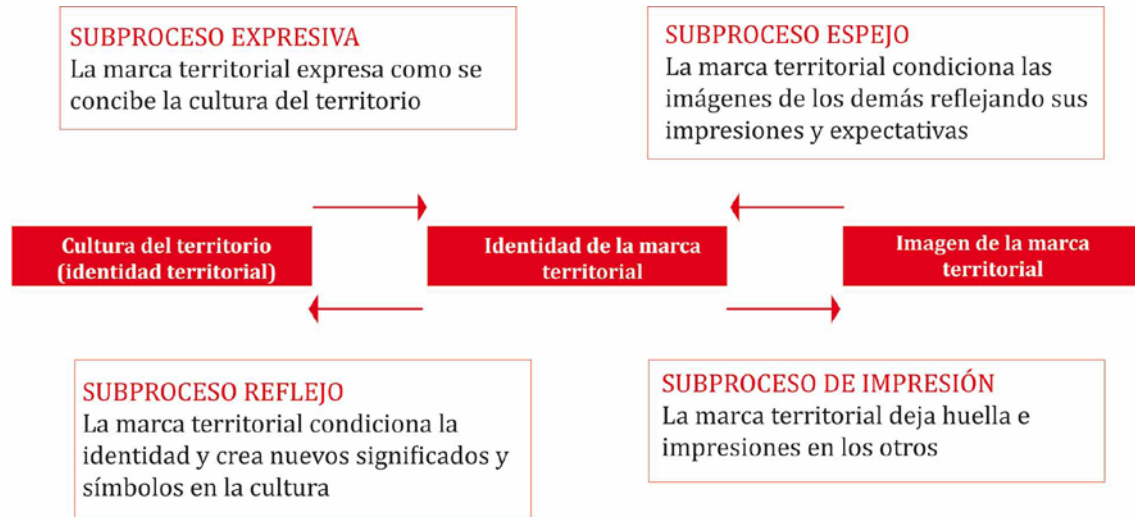 SUBPROCESO EXPRESIVA
La marca territorial expresa como se
concibe la cultura del territorio
SUBPROCESO ESPEJO
La marca territorial condiciona las
imágenes de los demás reflejando sus
impresiones y expectativas
Cultura del territorio
(identidad territorial)
Identidad de la marca
territorial
Imagen de la marca
territorial
SUBPROCESO REFLEJO
La marca territorial condiciona la
identidad y crea nuevos significados y
símbolos en la cultura
SUBPROCESO DE IMPRESIÓN
La marca territorial deja huella e
impresiones en los otros